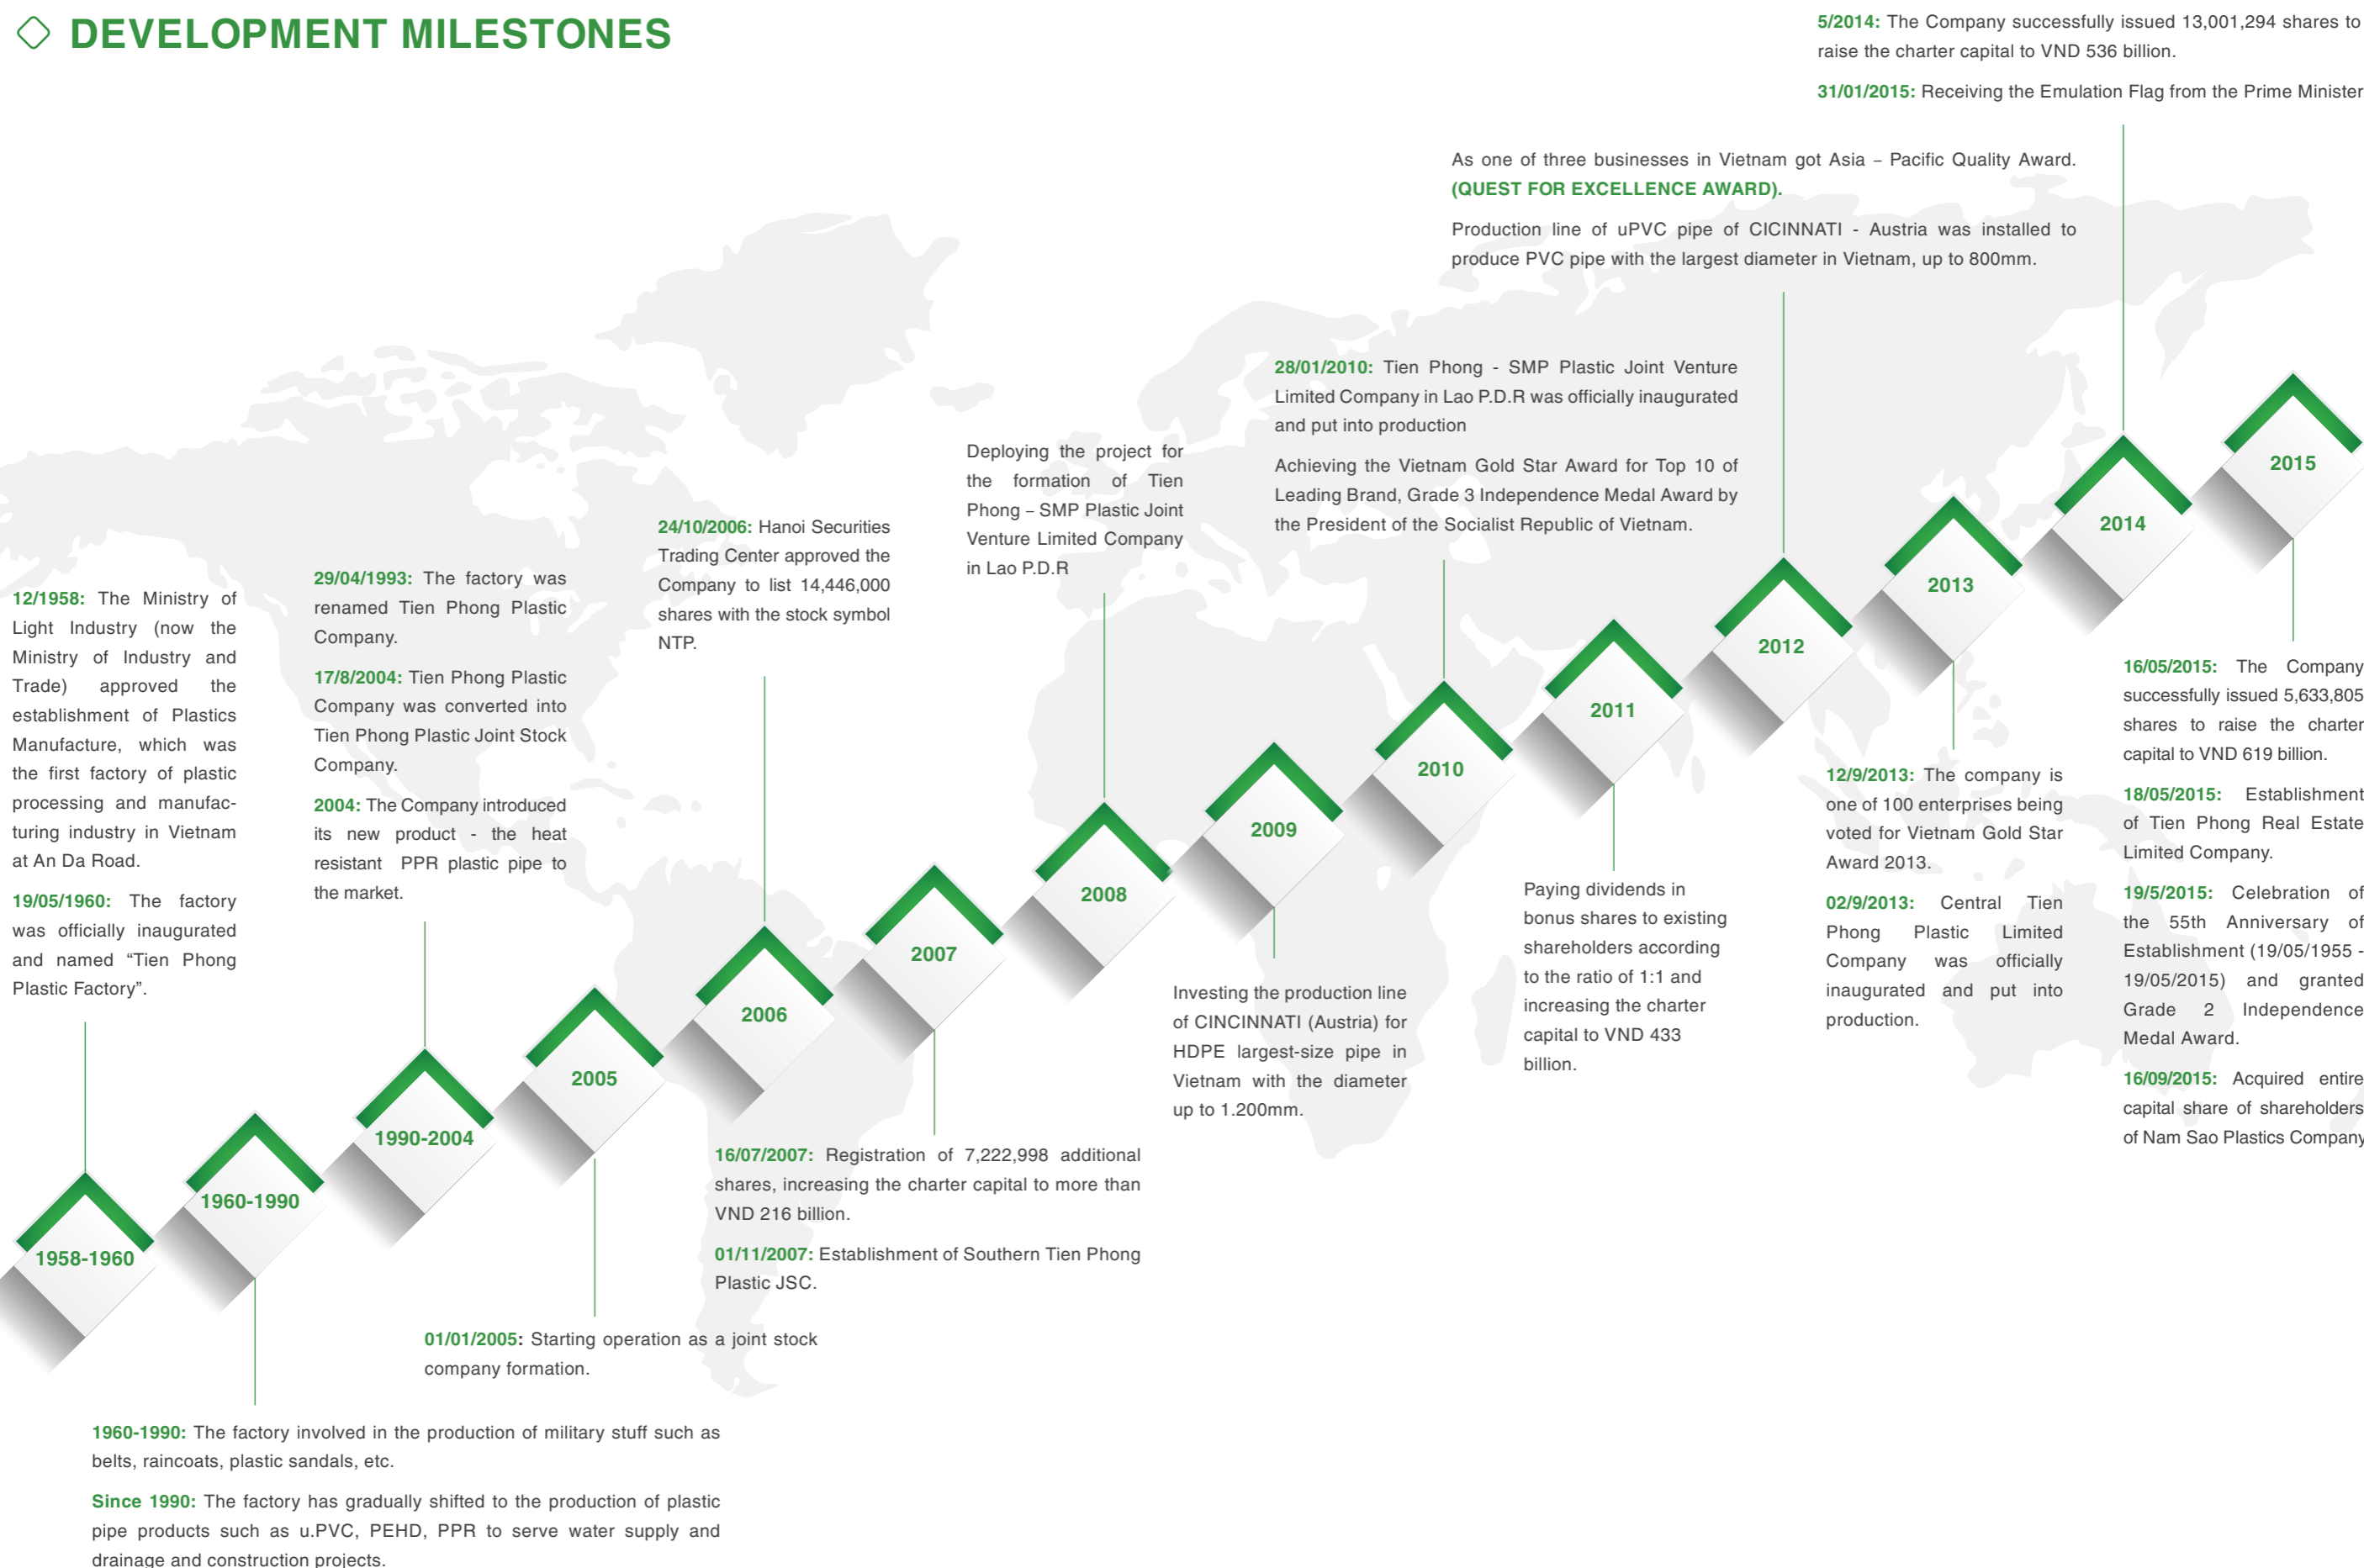 DEVELOPMENT MILESTONES
12/1958: The Ministry of
Light Industry (now the
Ministry of Industry and
Trade) approved the
establishment of Plastics
Manufacture, which was
the first factory of plastic
processing and manufac-
turing industry in Vietnam
at An Da Road.
19/05/1960: The factory
was officially inaugurated
and named “Tien Phong
Plastic Factory”.
1958-1960
1960-1990
1960-1990: The factory involved in the production of military stuff such as
belts, raincoats, plastic sandals, etc.
Since 1990: The factory has gradually shifted to the production of plastic
pipe products such as u.PVC, PEHD, PPR to serve water supply and
drainage and construction projects.
29/04/1993: The factory was
renamed Tien Phong Plastic
Company.
17/8/2004: Tien Phong Plastic
Company was converted into
Tien Phong Plastic Joint Stock
Company.
2004: The Company introduced
its new product - the heat
resistant PPR plastic pipe to
the market.
1990-2004
2005
01/01/2005: Starting operation as a joint stock
company formation.
24/10/2006: Hanoi Securities
Trading Center approved the
Company to list 14,446,000
shares with the stock symbol
NTP.
2006
2007
16/07/2007: Registration of 7,222,998 additional
shares, increasing the charter capital to more than
VND 216 billion.
01/11/2007: Establishment of Southern Tien Phong
Plastic JSC.
Deploying the project for
the formation of Tien
Phong – SMP Plastic Joint
Venture Limited Company
in Lao P.D.R
2008
2009
Investing the production line
of CINCINNATI (Austria) for
HDPE largest-size pipe in
Vietnam with the diameter
up to 1.200mm.
28/01/2010: Tien Phong - SMP Plastic Joint Venture
Limited Company in Lao P.D.R was officially inaugurated
and put into production
Achieving the Vietnam Gold Star Award for Top 10 of
Leading Brand, Grade 3 Independence Medal Award by
the President of the Socialist Republic of Vietnam.
2010
2011
Paying dividends in
bonus shares to existing
shareholders according
to the ratio of 1:1 and
increasing the charter
capital to VND 433
billion.
As one of three businesses in Vietnam got Asia – Pacific Quality Award.
(QUEST FOR EXCELLENCE AWARD).
Production line of uPVC pipe of CICINNATI - Austria was installed to
produce PVC pipe with the largest diameter in Vietnam, up to 800mm.
2012
2013
12/9/2013: The company is
one of 100 enterprises being
voted for Vietnam Gold Star
Award 2013.
02/9/2013: Central Tien
Phong Plastic Limited
Company was officially
inaugurated and put into
production.
5/2014: The Company successfully issued 13,001,294 shares to
raise the charter capital to VND 536 billion.
31/01/2015: Receiving the Emulation Flag from the Prime Minister
2014
2015
16/05/2015: The Company
successfully issued 5,633,805
shares to raise the charter
capital to VND 619 billion.
18/05/2015: Establishment
of Tien Phong Real Estate
Limited Company.
19/5/2015: Celebration of
the 55th Anniversary of
Establishment (19/05/1955 -
19/05/2015) and granted
Grade 2 Independence
Medal Award.
16/09/2015: Acquired entire
capital share of shareholders
of Nam Sao Plastics Company